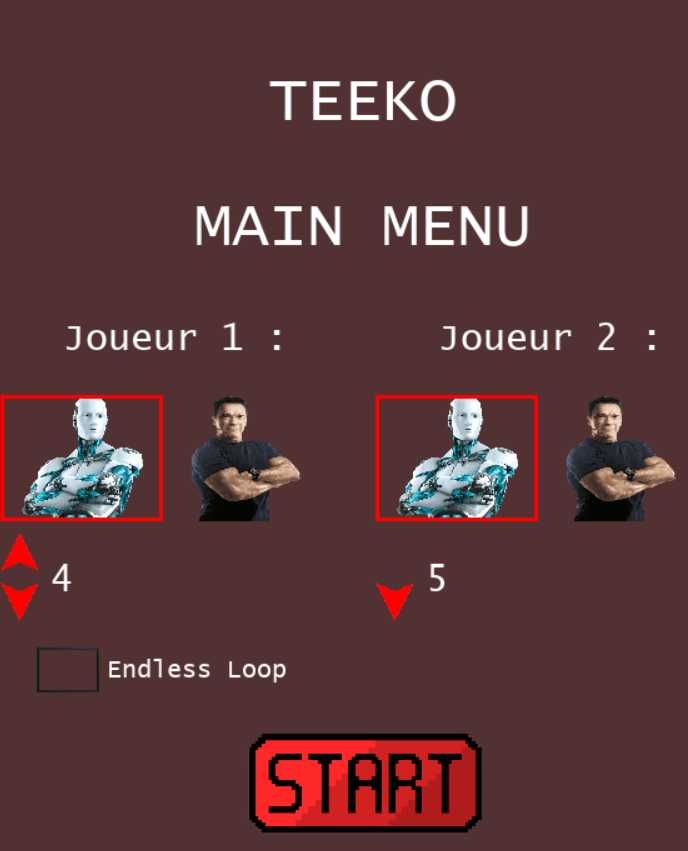 TEEKO
MAIN MENU
Joueur 1 :
Joueur 2 :
4
5
Endless Loop
START